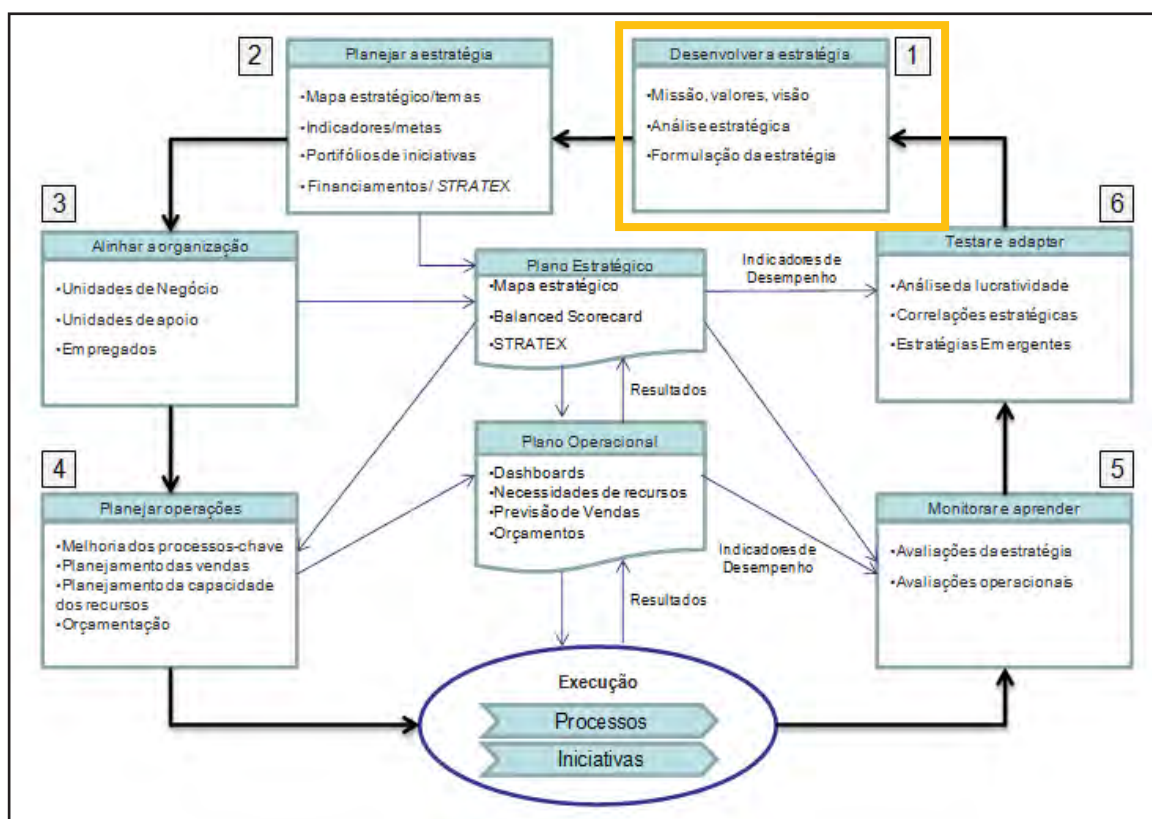 1
Desenvolver a estratégia
•Missão, valores, visão
•Análise estratégica
•Formulação da estratégia
2
Planejar a estratégia
•Mapa estratégico/temas
•Indicadores/metas
•Portifólios de iniciativas
•Financiamentos/ STRATEX
3
Alinhar a organização
•Unidades de Negócio
•Unidades de apoio
•Empregados
4
Planejar operações
•Melhoria dos processos-chave
•Planejamento das vendas
•Planejamento da capacidade
dos recursos
•Orçamentação
Plano Estratégico
•Mapa estratégico
•Balanced Scorecard
•STRATEX
Indicadores de
Desempenho
Resultados
Plano Operacional
•Dashboards
•Necessidades de recursos
•Previsão de Vendas
•Orçamentos
Indicadores de
Desempenho
Resultados
Execução
Processos
Iniciativas
5
Monitorar e aprender
•Avaliações da estratégia
•Avaliações operacionais
6
Testar e adaptar
•Análise da lucratividade
•Correlações estratégicas
•Estratégias Emergentes